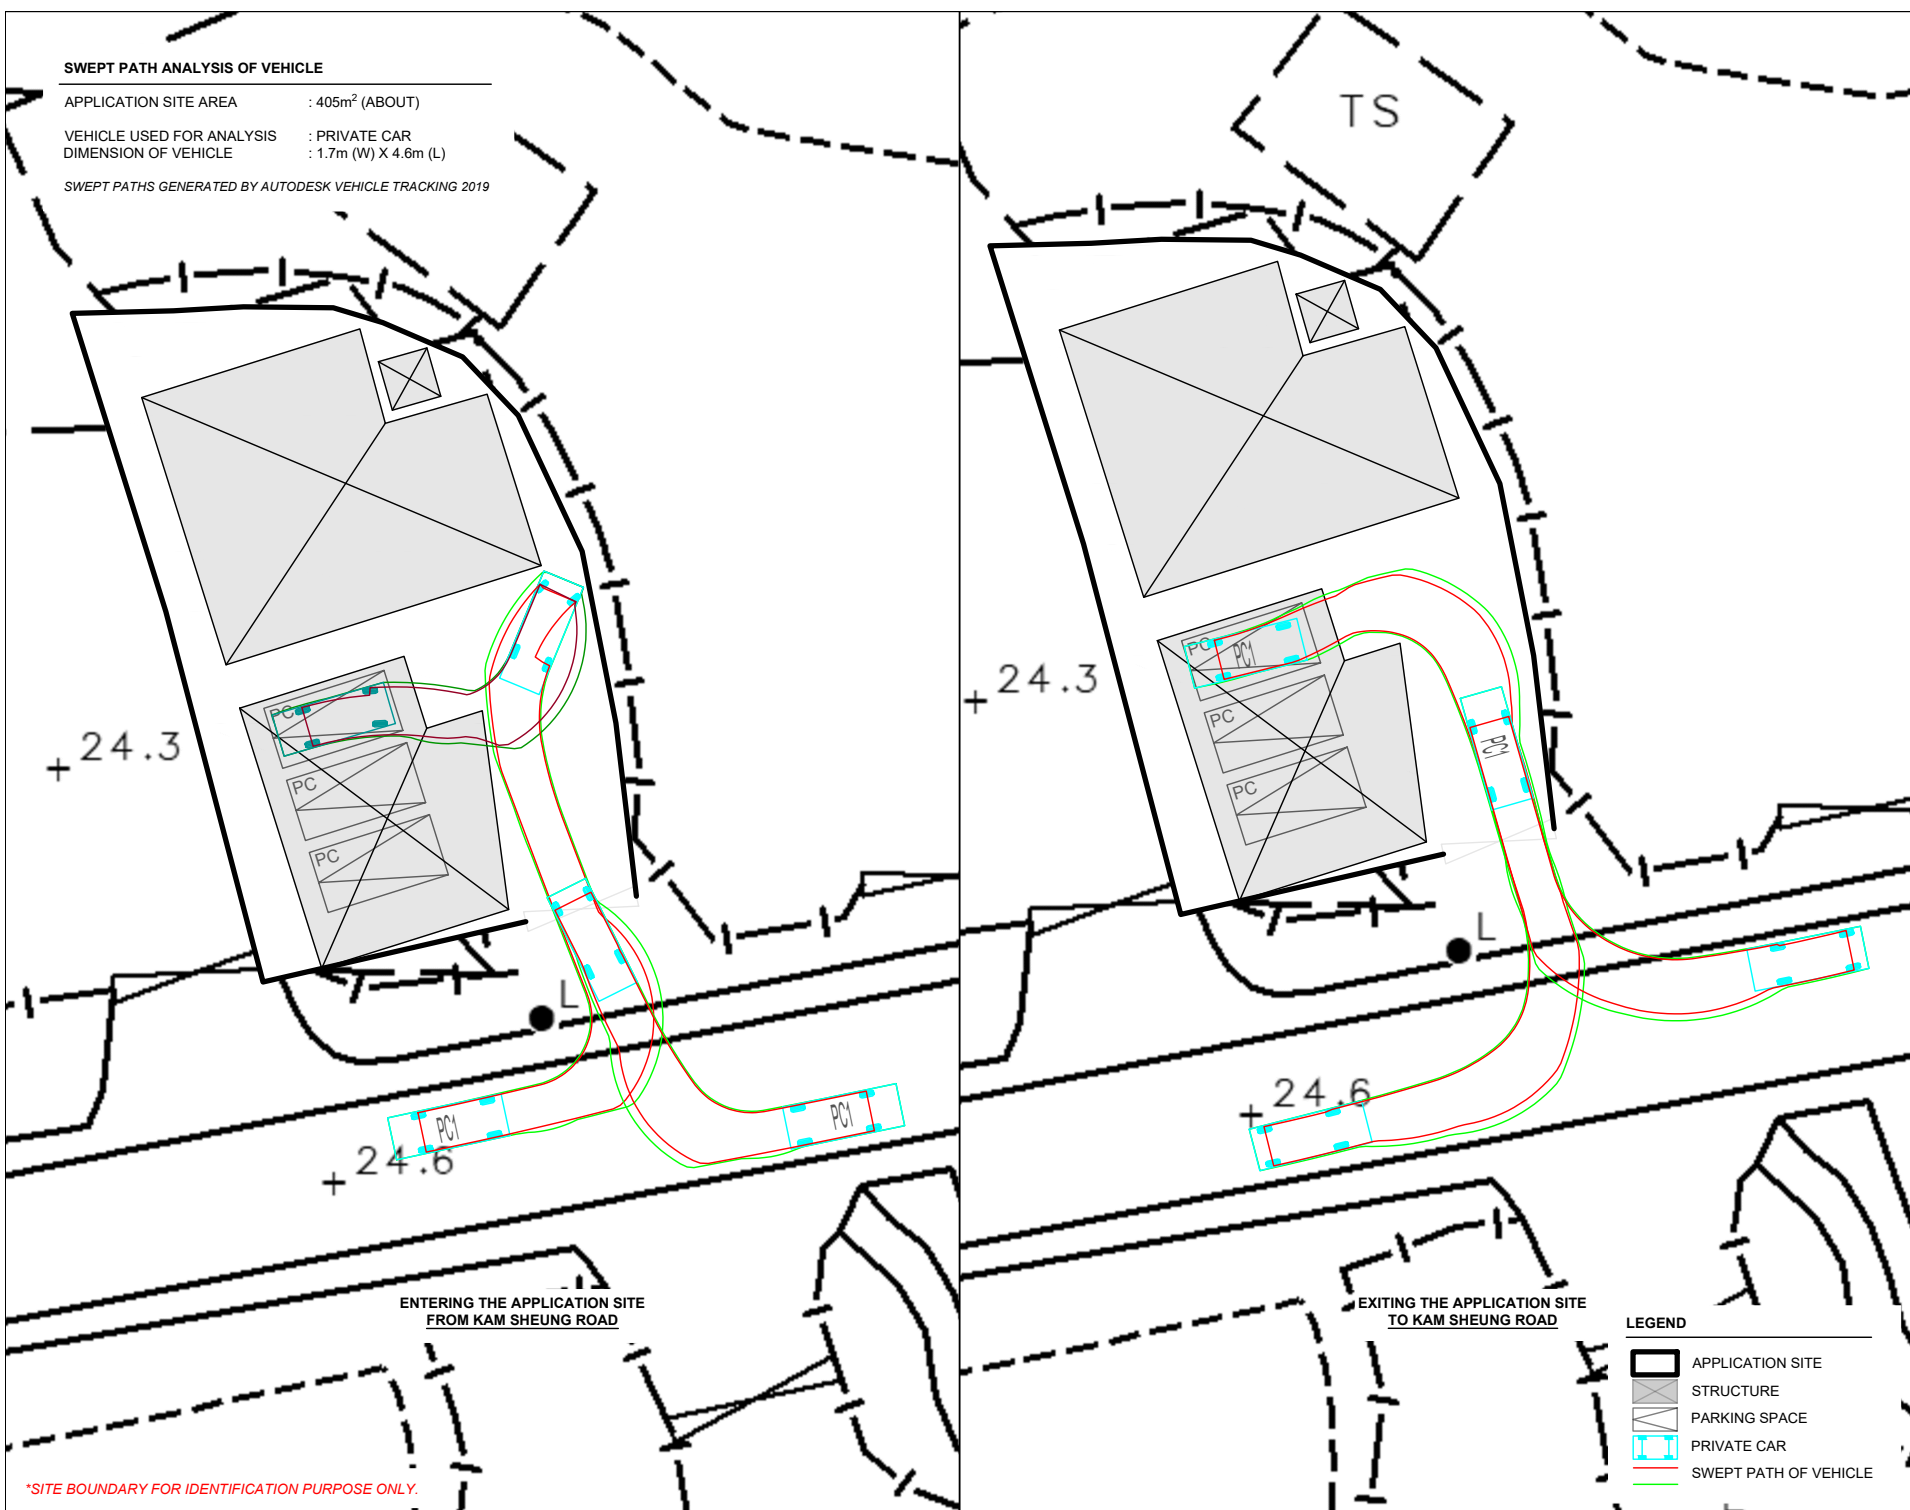 SWEPT PATH ANALYSIS OF VEHICLE
APPLICATION SITE AREA : 405m² (ABOUT)
VEHICLE USED FOR ANALYSIS : PRIVATE CAR
DIMENSION OF VEHICLE : 1.7m (W) X 4.6m (L)
SWEPT PATHS GENERATED BY AUTODESK VEHICLE TRACKING 2019
PC
24.3
PC
PC
L
PC1
PC1
24.6
ENTERING THE APPLICATION SITE
FROM KAM SHEUNG ROAD
*SITE BOUNDARY FOR IDENTIFICATION PURPOSE ONLY.
TS
PC
PC1
24.3
PC
PC1
PC
L
24.6
EXITING THE APPLICATION SITE
TO KAM SHEUNG ROAD
LEGEND
APPLICATION SITE
STRUCTURE
PARKING SPACE
PRIVATE CAR
SWEPT PATH OF VEHICLE